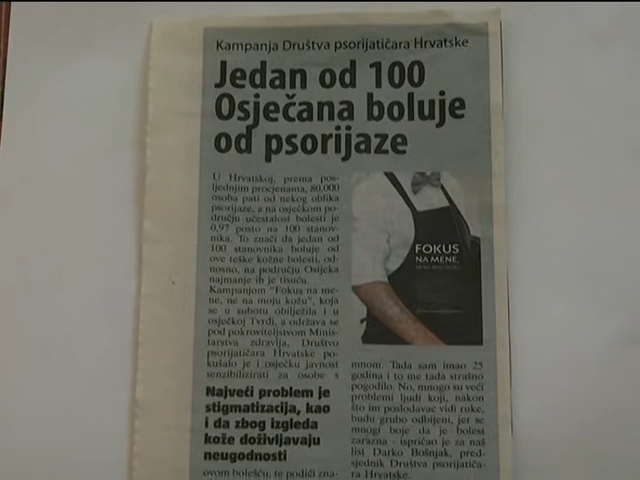 Kampanja Društva psorijatičara Hrvatske
Jedan od 100
Osječana boluje
od psorijaze
U Hrvatskoj, prema pos-
ljednjim procjenama, 80.000
osoba pati od nekog oblika
psorijaze, a na osječkom po-
dručju učestalost bolesti je
0,97 posto na 100 stanov-
nika. To znači da jedan od
100 stanovnika boluje od
ove teške kožne bolesti, od-
nosno, na području Osijeka
najmanje ih je tisuću.
Kampanjom "Fokus na me-
ne, ne na moju kožu", koja
se u subotu obilježila i u
osječkoj Tvrđi, a održava se
pod pokroviteljstvom Minis-
tarstva zdravlja, Društvo
psorijatičara Hrvatske po-
kušalo je i osječku javnost
senzibilizirati za osobe s
Najveći problem je
stigmatizacija, kao
i da zbog izgleda
kože doživljavaju
neugodnosti
ovom bolešću, te podići zna-
FOKUS
NA MENE,
mnom. Tada sam imao 25
godina i to me tada strašno
pogodilo. No, mnogo su veći
problemi ljudi koji, nakon
što im poslodavac vidi ruke,
budu grubo odbijeni, jer se
mnogi boje da je bolest
zarazna - ispričao je za naš
list Darko Bošnjak, pred-
sjednik Društva psorijatiča-
ra Hrvatske.